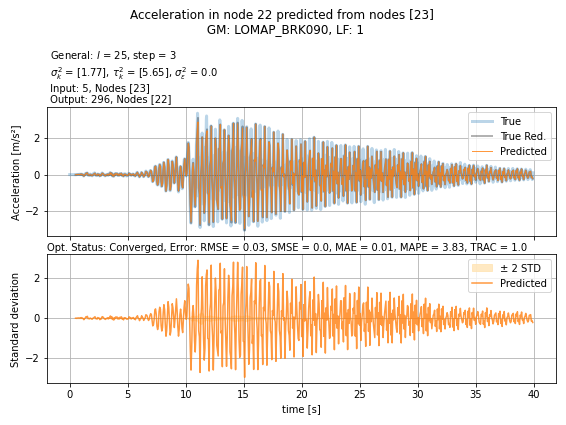 Acceleration in node 22 predicted from nodes [23]
GM: LOMAP_BRK090, LF: 1
General: l = 25, step = 3
σ²ₖ = [1.77], τ²ₖ = [5.65], σ²ε = 0.0
Input: 5, Nodes [23]
Output: 296, Nodes [22]
Acceleration [m/s²]
2
0
−2
True
True Red.
Predicted
Opt. Status: Converged, Error: RMSE = 0.03, SMSE = 0.0, MAE = 0.01, MAPE = 3.83, TRAC = 1.0
Standard deviation
2
0
−2
± 2 STD
Predicted
0 5 10 15 20 25 30 35 40
time [s]